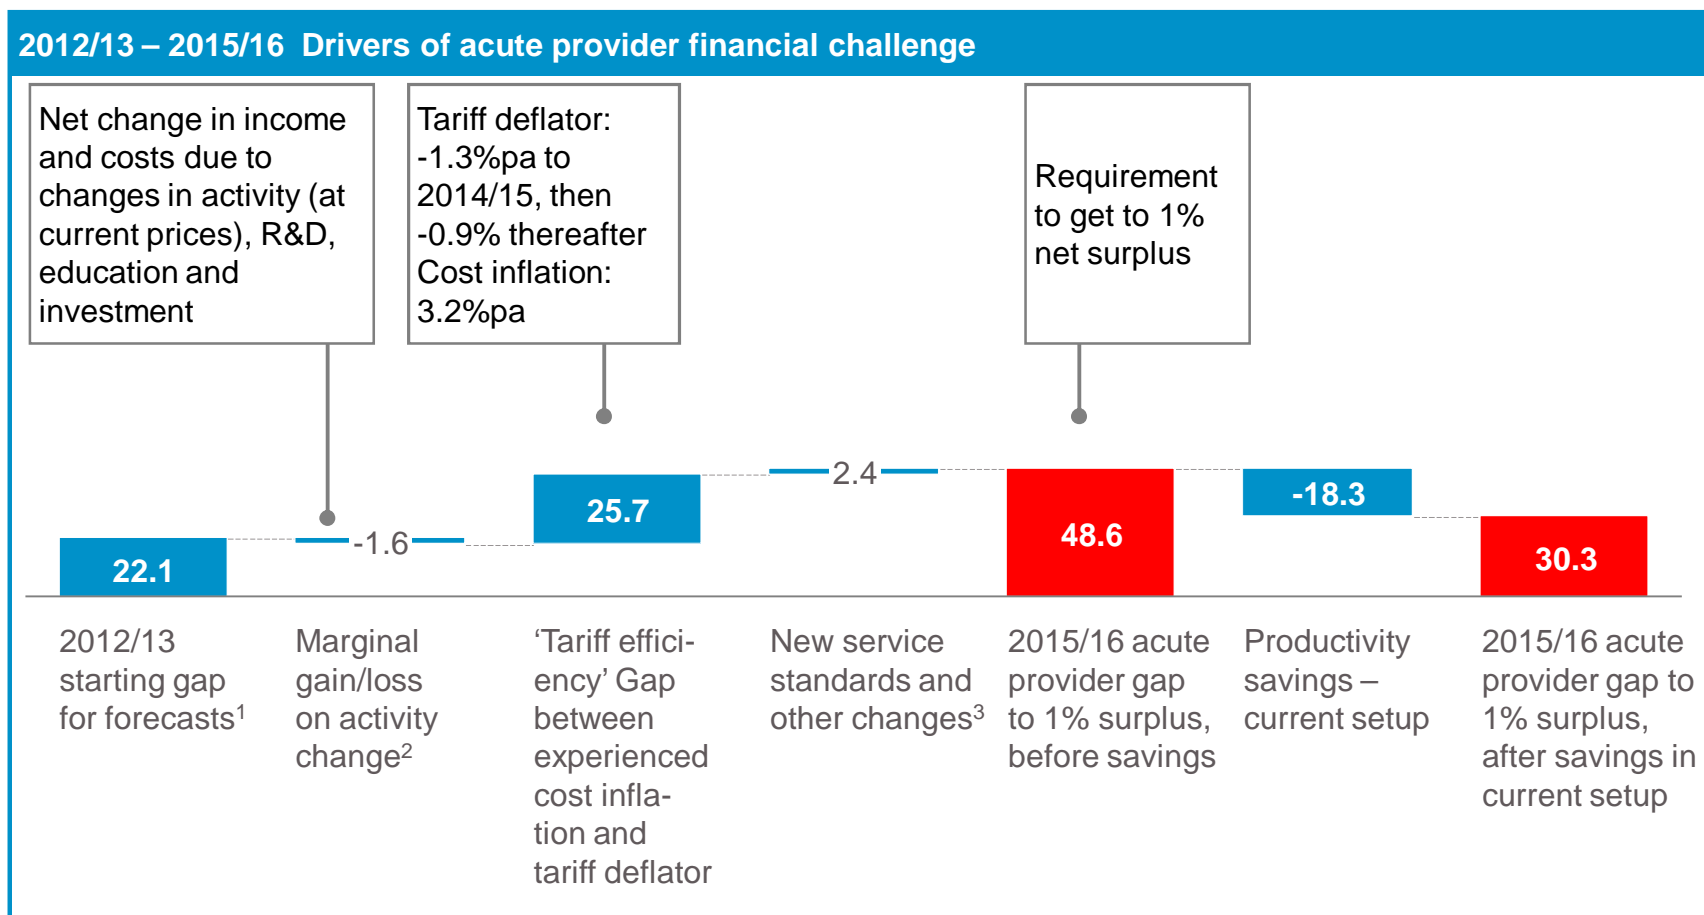 2012/13 – 2015/16  Drivers of acute provider financial challenge
Net change in income
and costs due to
changes in activity (at
current prices), R&D,
education and
investment
Tariff deflator:
-1.3%pa to
2014/15, then
-0.9% thereafter
Cost inflation:
3.2%pa
Requirement
to get to 1%
net surplus
22.1
-1.6
25.7
2.4
48.6
-18.3
30.3
2012/13
starting gap
for forecasts¹
Marginal
gain/loss
on activity
change²
‘Tariff effici-
ency’ Gap
between
experienced
cost infla-
tion and
tariff deflator
New service
standards and
other changes³
2015/16 acute
provider gap
to 1% surplus,
before savings
Productivity
savings –
current setup
2015/16 acute
provider gap to
1% surplus,
after savings in
current setup